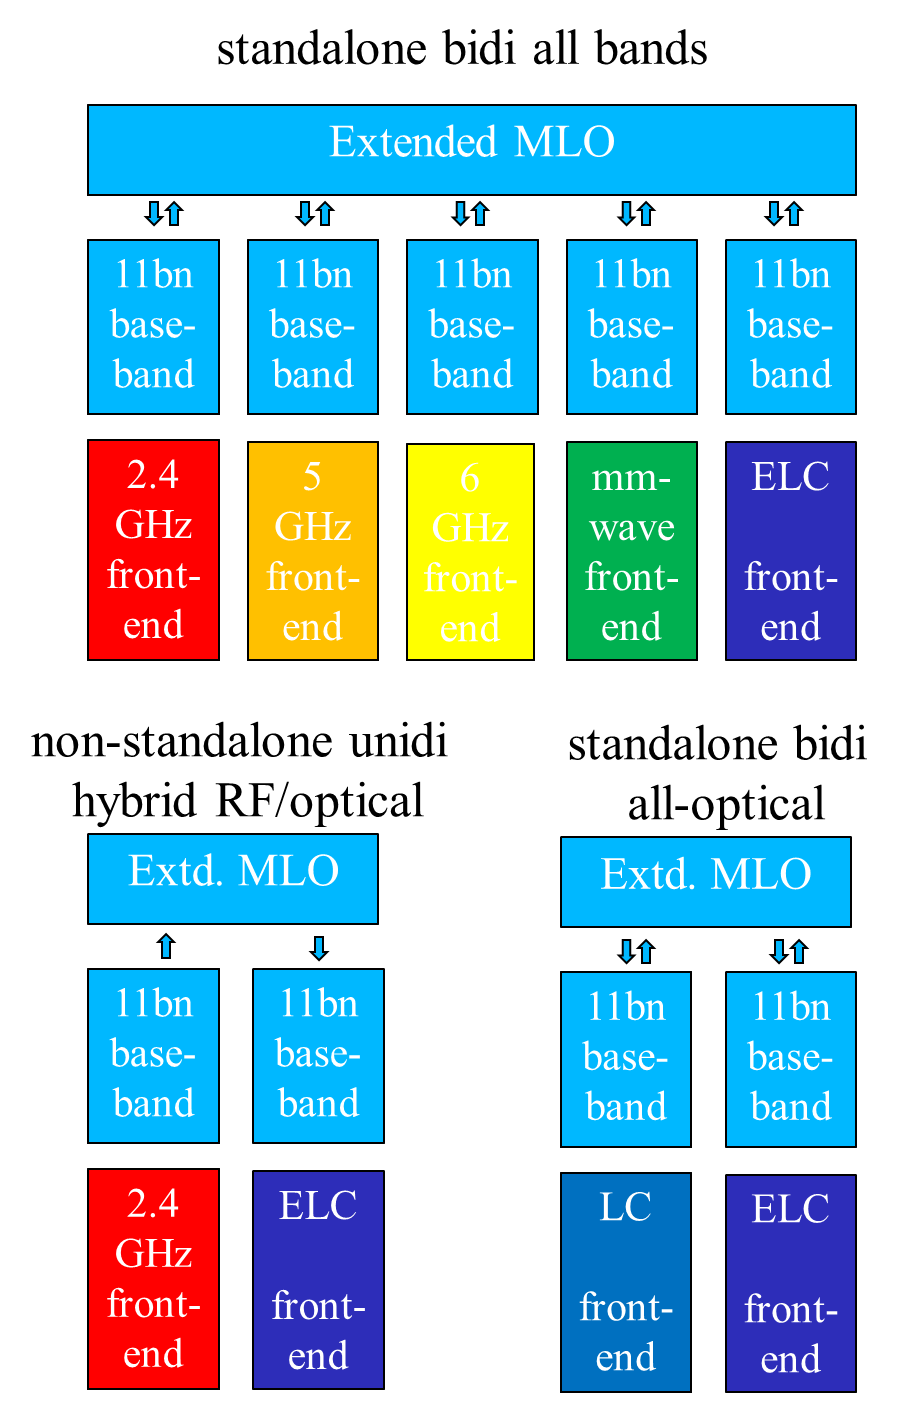 standalone bidi all bands
Extended MLO
11bn
base-
band
11bn
base-
band
11bn
base-
band
11bn
base-
band
11bn
base-
band
2.4
GHz
front-
end
5
GHz
front-
end
6
GHz
front-
end
mm-
wave
front-
end
ELC
front-
end
non-standalone unidi
hybrid RF/optical
Extd. MLO
11bn
base-
band
11bn
base-
band
2.4
GHz
front-
end
ELC
front-
end
standalone bidi
all-optical
Extd. MLO
11bn
base-
band
11bn
base-
band
LC
front-
end
ELC
front-
end